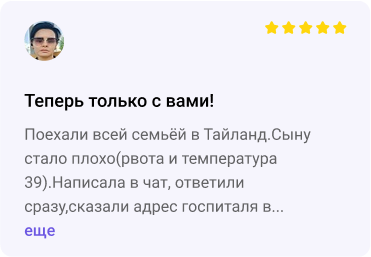 Теперь только с вами!
Поехали всей семьёй в Тайланд.Сыну
стало плохо(рвота и температура
39).Написала в чат, ответили
сразу,сказали адрес госпиталя в...
еще